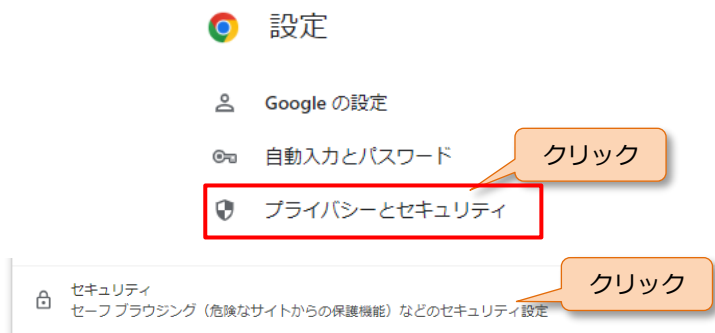 設定
Google の設定
自動入力とパスワード
クリック
プライバシーとセキュリティ
クリック
セキュリティ
セーフ ブラウジング（危険なサイトからの保護機能）などのセキュリティ設定